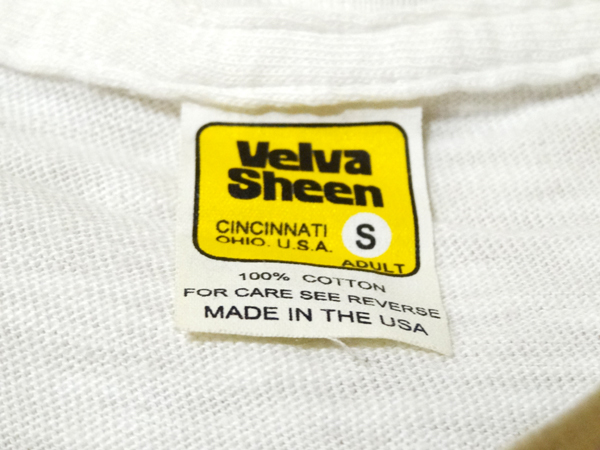 Velva
Sheen
CINCINNATI
OHIO. U.S.A.
S
ADULT
100% COTTON
FOR CARE SEE REVERSE
MADE IN THE USA